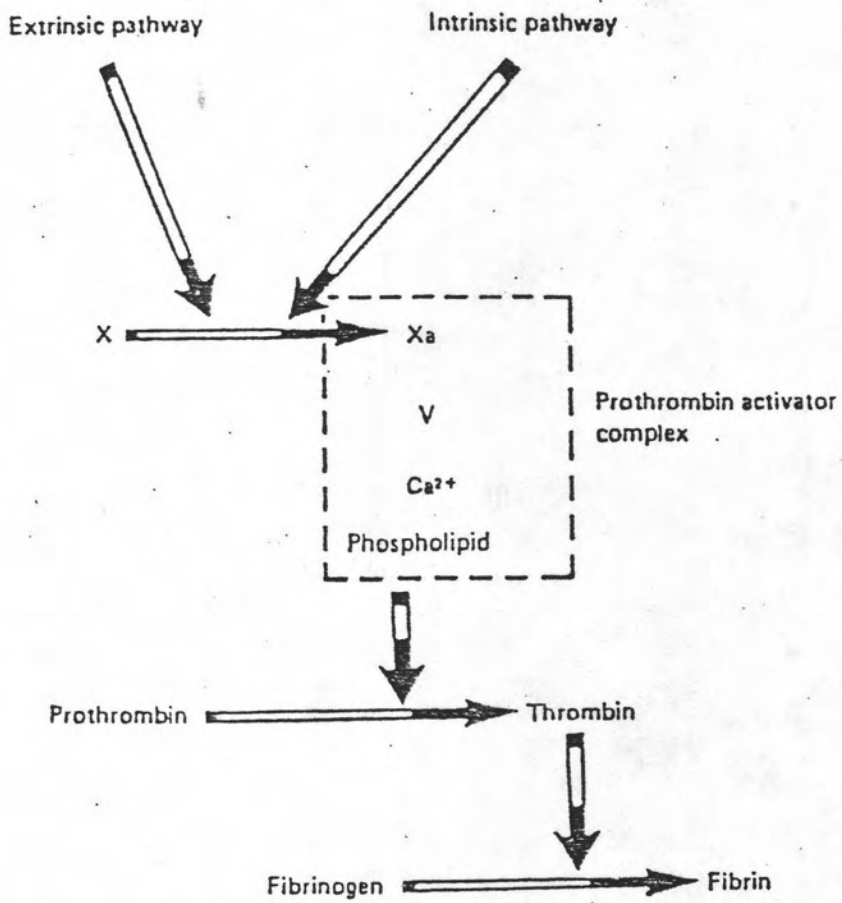 Extrinsic pathway
Intrinsic pathway
X
Xa
V
Ca²⁺
Phospholipid
Prothrombin activator
complex
Prothrombin
Thrombin
Fibrinogen
Fibrin